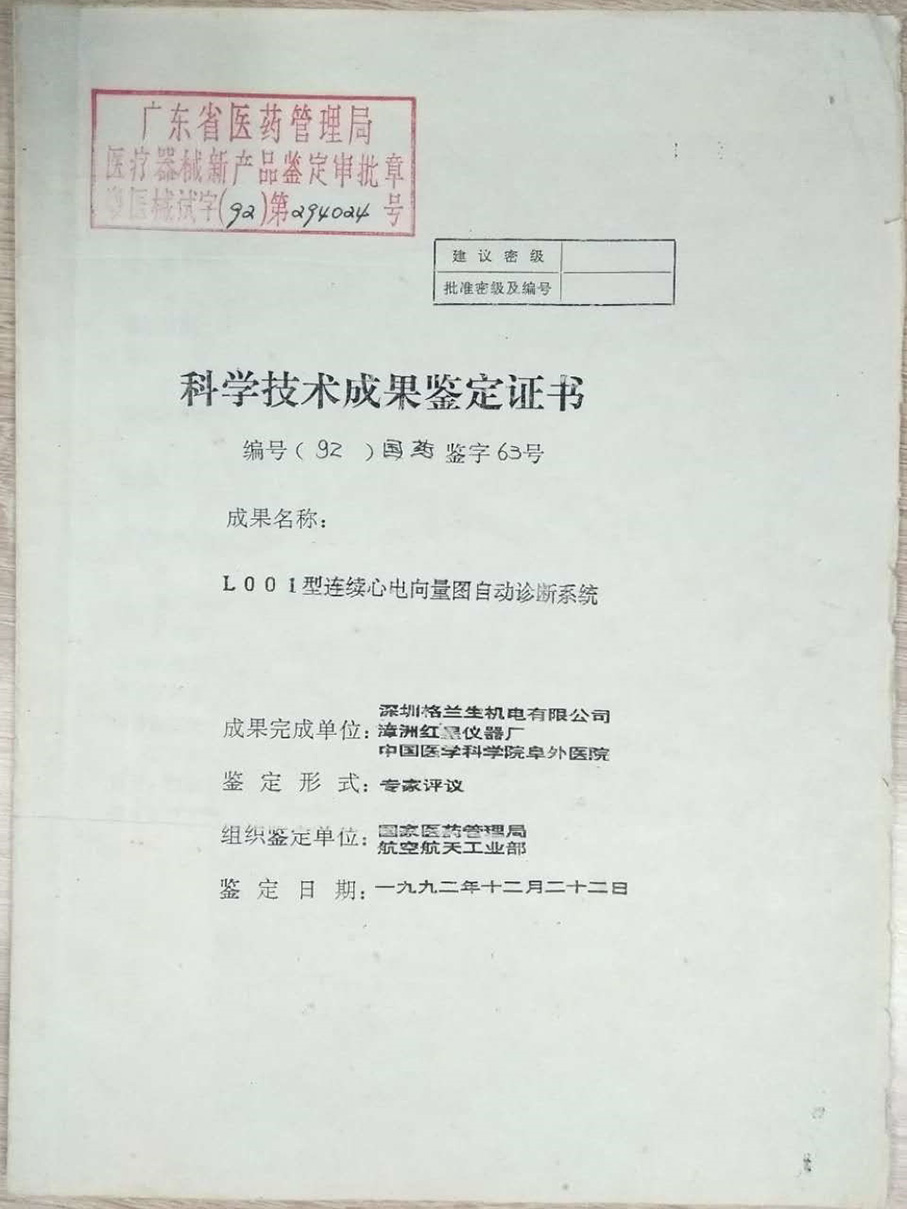 广东省医药管理局
医疗器械新产品鉴定审批章
医械试字(92)第294024号
建议密级
批准密级及编号
科学技术成果鉴定证书
编号(92)国药鉴字63号
成果名称:
L001型连续心电向量图自动诊断系统
成果完成单位:深圳格兰生机电有限公司
漳洲红星仪器厂
中国医学科学院阜外医院
鉴定形式:专家评议
组织鉴定单位:国家医药管理局
航空航天工业部
鉴定日期:一九九二年十二月二十二日